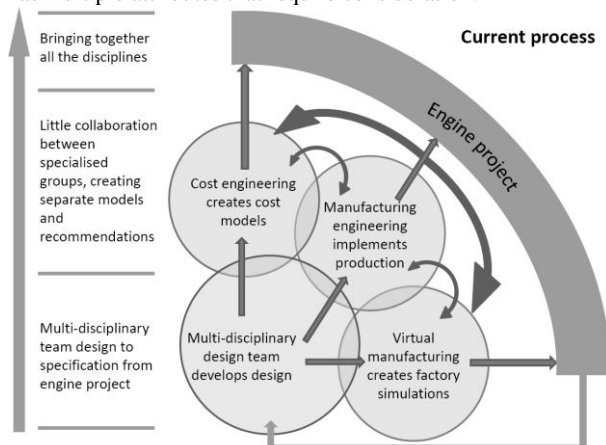 Bringing together
all the disciplines
Current process
Engine project
Little collaboration
between
specialised
groups, creating
separate models
and
recommendations
Cost engineering
creates cost
models
Manufacturing
engineering
implements
production
Multi-disciplinary
team design to
specification from
engine project
Multi-disciplinary
design team
develops design
Virtual
manufacturing
creates factory
simulations